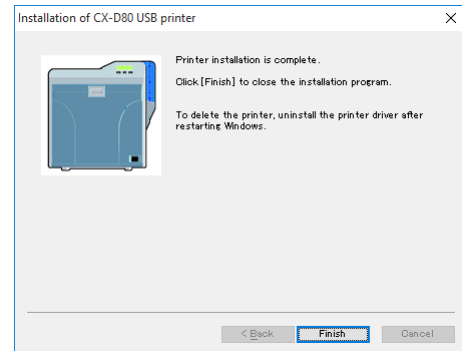 Installation of CX-D80 USB printer
Printer installation is complete.
Click [Finish] to close the installation program.
To delete the printer, uninstall the printer driver after
restarting Windows.
< Back
Finish
Cancel